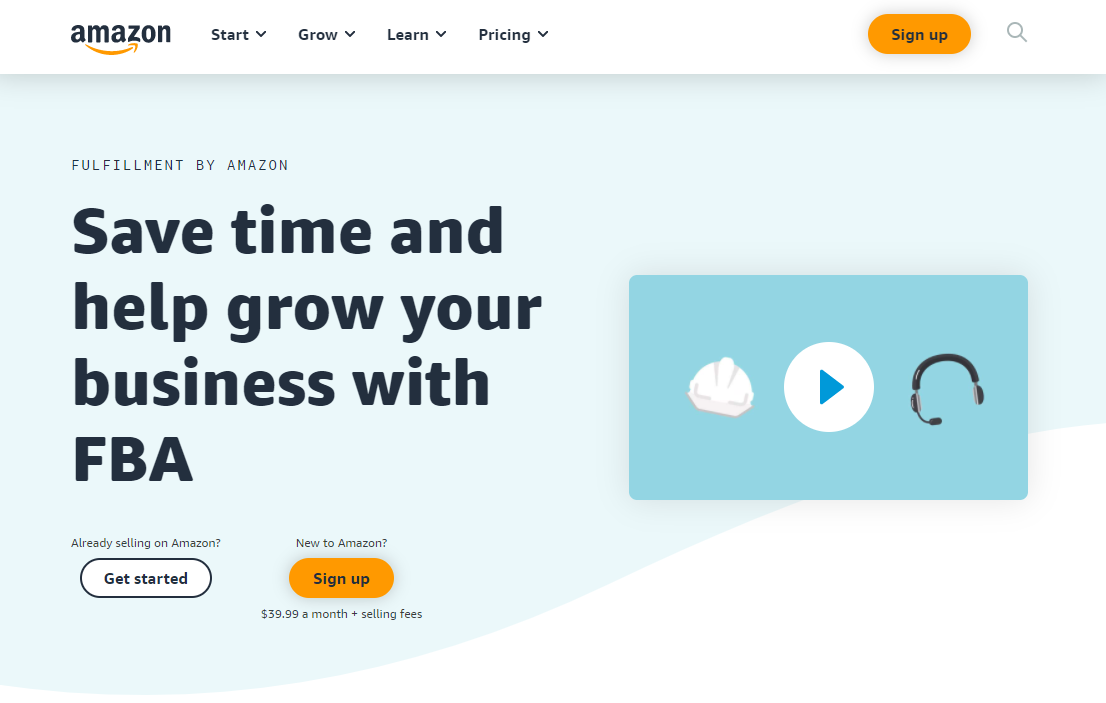 amazon
Start
Grow
Learn
Pricing
Sign up
FULFILLMENT BY AMAZON
Save time and
help grow your
business with
FBA
Already selling on Amazon?
Get started
New to Amazon?
Sign up
$39.99 a month + selling fees